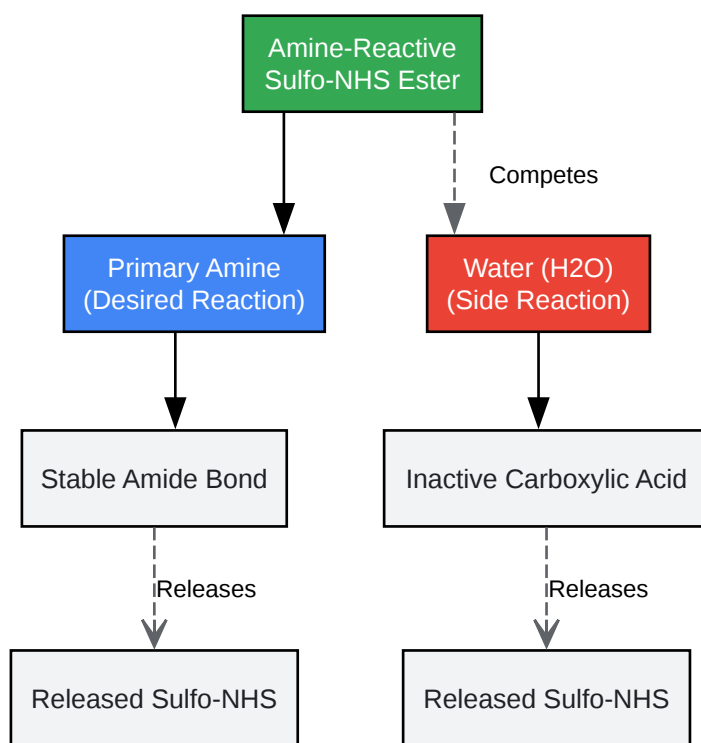 Amine-Reactive
Sulfo-NHS Ester
Competes
Primary Amine
(Desired Reaction)
Water (H2O)
(Side Reaction)
Stable Amide Bond
Inactive Carboxylic Acid
Releases
Releases
Released Sulfo-NHS
Released Sulfo-NHS